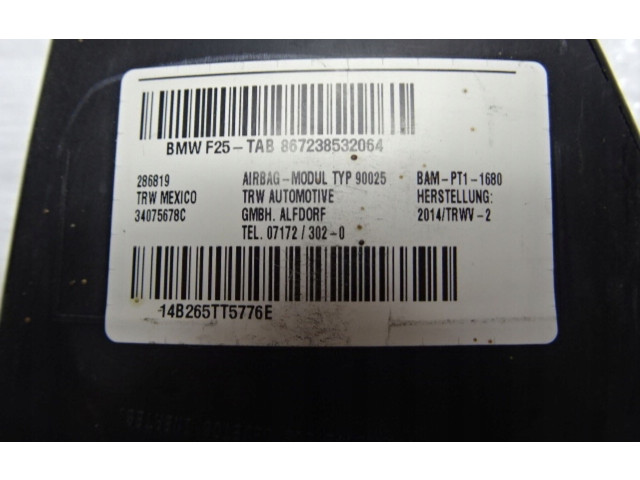 BMW F25-TAB 867238532064
286819 AIRBAG-MODUL TYP 90025 BAM-PT1-1680
TRW MEXICO TRW AUTOMOTIVE HERSTELLUNG:
34075678C GMBH. ALFDORF 2014/TRWV-2
TEL. 07172/302-0
14B265TT5776E